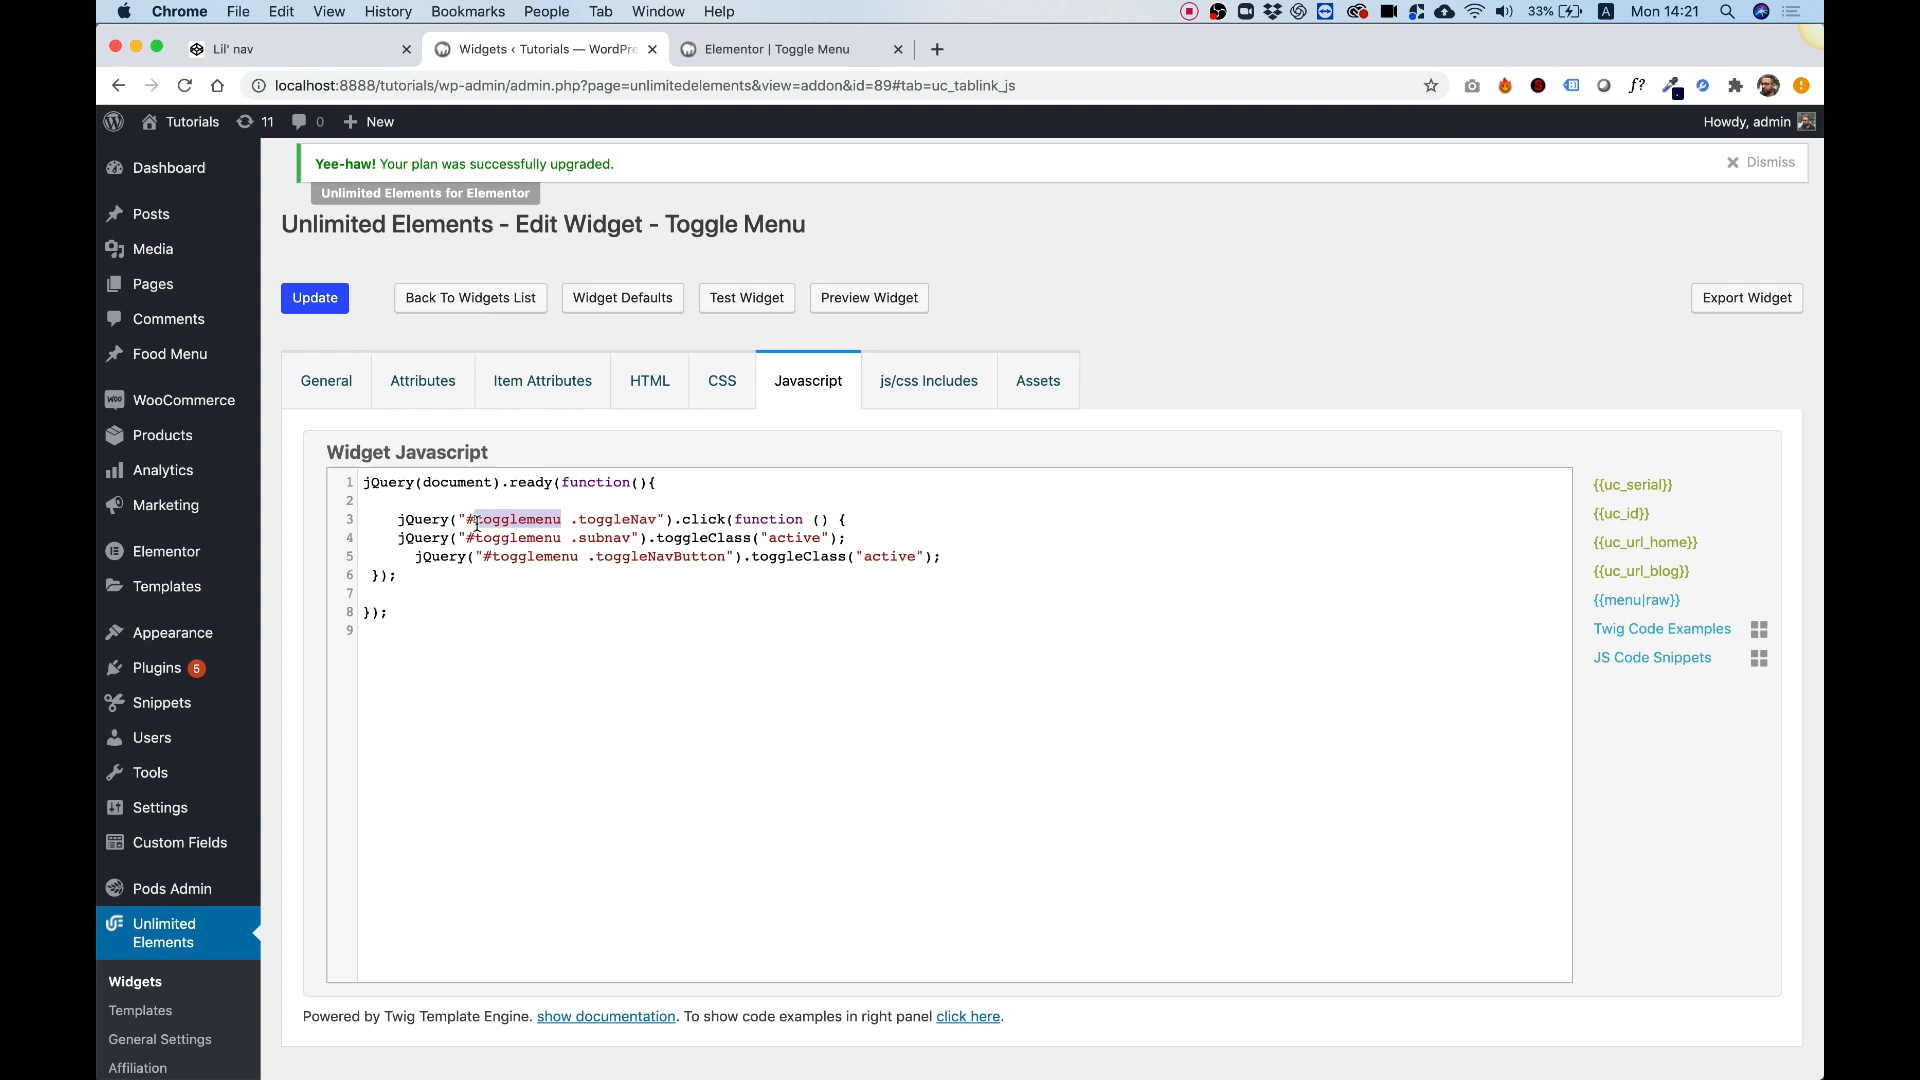 Chrome File Edit View History Bookmarks People Tab Window Help 33% A Mon 14:21
Lil' nav
Widgets ‹ Tutorials — WordPre
Elementor | Toggle Menu
localhost:8888/tutorials/wp-admin/admin.php?page=unlimitedelements&view=addon&id=89#tab=uc_tablink_js
f?
Tutorials 11 0 New
Howdy, admin
Dashboard
Posts
Media
Pages
Comments
Food Menu
WooCommerce
Products
Analytics
Marketing
Elementor
Templates
Appearance
Plugins 5
Snippets
Users
Tools
Settings
Custom Fields
Pods Admin
Unlimited
Elements
Widgets
Templates
General Settings
Affiliation
Yee-haw! Your plan was successfully upgraded.
Dismiss
Unlimited Elements for Elementor
Unlimited Elements - Edit Widget - Toggle Menu
Update
Back To Widgets List
Widget Defaults
Test Widget
Preview Widget
Export Widget
General
Attributes
Item Attributes
HTML
CSS
Javascript
js/css Includes
Assets
Widget Javascript
1 jQuery(document).ready(function(){
2
3 jQuery("#togglemenu .toggleNav").click(function () {
4 jQuery("#togglemenu .subnav").toggleClass("active");
5 jQuery("#togglemenu .toggleNavButton").toggleClass("active");
6 });
7
8 });
9
{{uc_serial}}
{{uc_id}}
{{uc_url_home}}
{{uc_url_blog}}
{{menu|raw}}
Twig Code Examples
JS Code Snippets
Powered by Twig Template Engine. show documentation. To show code examples in right panel click here.